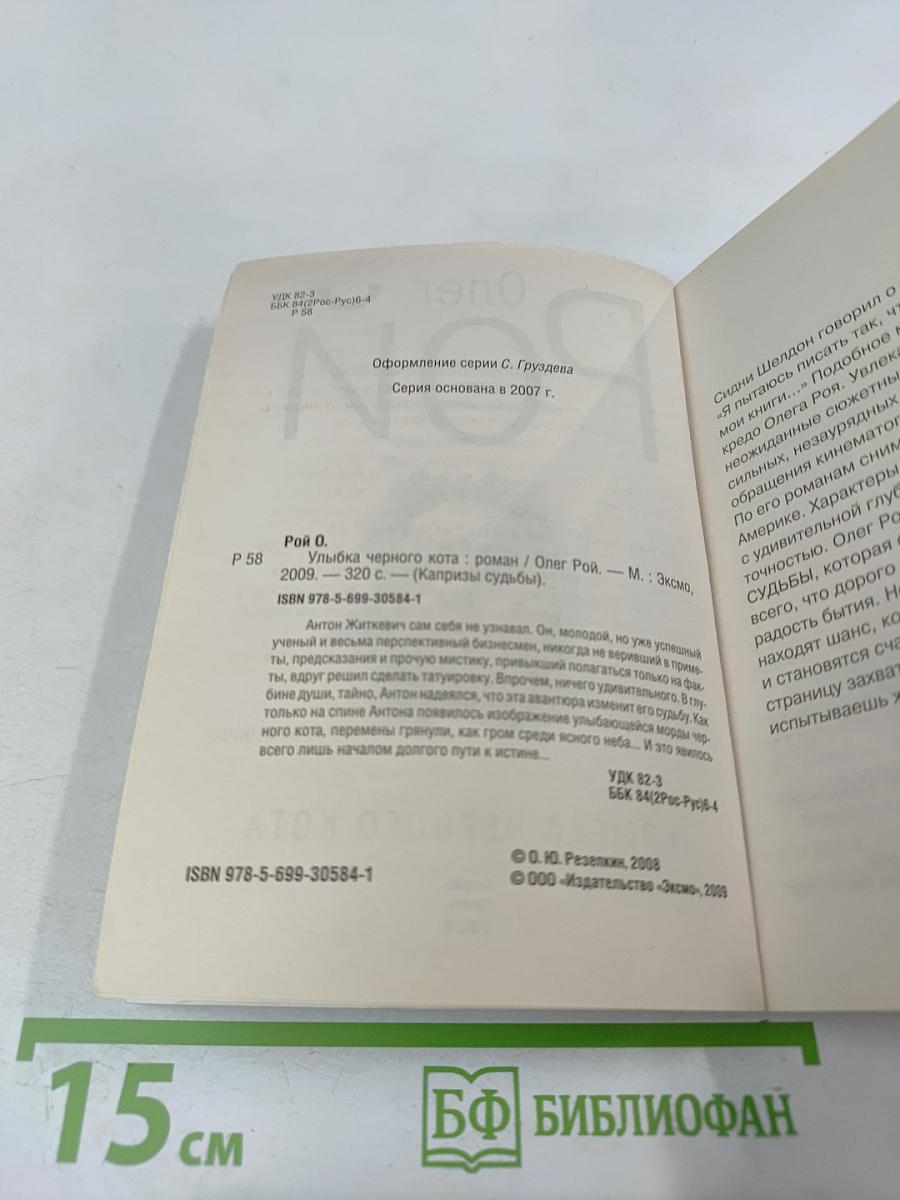 УДК 82-3
ББК 84(2Рос-Рус)6-4
Р 58
Оформление серии С. Груздева
Серия основана в 2007 г.
Рой О.
Р 58
Улыбка черного кота : роман / Олег Рой. — М. : Эксмо,
2009. — 320 с. — (Капризы судьбы).
ISBN 978-5-699-30584-1
Антон Житкевич сам себя не узнавал. Он, молодой, но уже успешный
ученый и весьма перспективный бизнесмен, никогда не веривший в приме-
ты, предсказания и прочую мистику, привыкший полагаться только на фак-
ты, вдруг решил сделать татуировку. Впрочем, ничего удивительного. В глу-
бине души, тайно, Антон надеялся, что эта авантюра изменит его судьбу. Как
только на спине Антона появилось изображение улыбающейся морды чер-
ного кота, перемены грянули, как гром среди ясного неба... И это явилось
всего лишь началом долгого пути к истине...
УДК 82-3
ББК 84(2Рос-Рус)6-4
ISBN 978-5-699-30584-1
© О. Ю. Резепкин, 2008
© ООО «Издательство «Эксмо», 2009
Сидни Шелдон говорил о
«Я пытаюсь писать так,
мои книги...» Подобное
кредо Олега Роя.
неожиданные
сильных, незаурядных
обращения
По его романам
Америке. Характеры
с удивительной
точностью. Олег
СУДЬБЫ, которая
всего, что дорого
радость бытия.
находят шанс,
и становятся
страницу
испытываешь
15 см
БФ БИБЛИОФАН